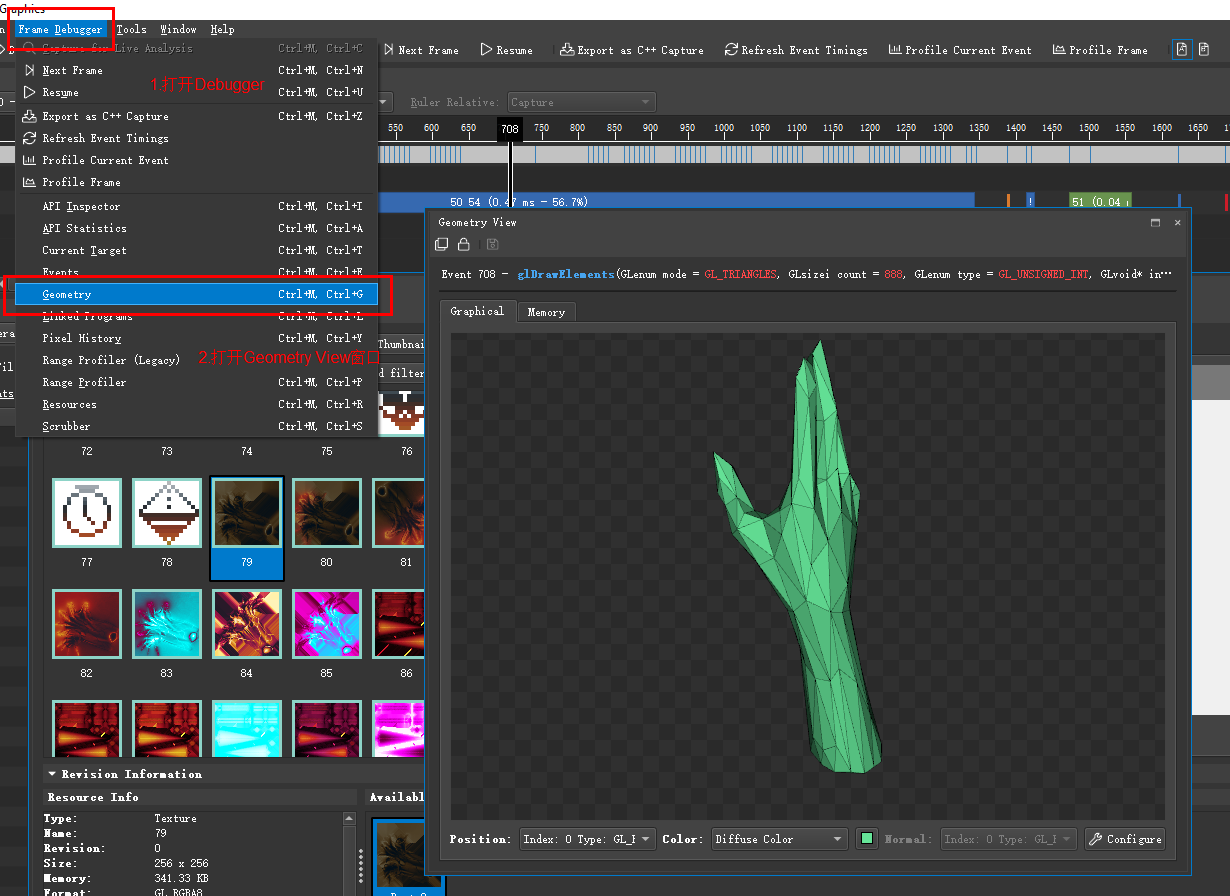 Graphics
Frame Debugger Tools Window Help
Capture for Live Analysis Ctrl+M, Ctrl+C
Next Frame Ctrl+M, Ctrl+N
Resume Ctrl+M, Ctrl+U
Export as C++ Capture Ctrl+M, Ctrl+Z
Refresh Event Timings
Profile Current Event
Profile Frame
API Inspector Ctrl+M, Ctrl+I
API Statistics Ctrl+M, Ctrl+A
Current Target Ctrl+M, Ctrl+T
Events Ctrl+M, Ctrl+E
Geometry Ctrl+M, Ctrl+G
Linked Programs Ctrl+M, Ctrl+L
Pixel History Ctrl+M, Ctrl+Y
Range Profiler (Legacy)
Range Profiler Ctrl+M, Ctrl+P
Resources Ctrl+M, Ctrl+R
Scrubber Ctrl+M, Ctrl+S
1.打开Debugger
2.打开Geometry View窗口
Next Frame Resume Export as C++ Capture Refresh Event Timings Profile Current Event Profile Frame
Ruler Relative: Capture
550 600 650 708 750 800 850 900 950 1000 1050 1100 1150 1200 1250 1300 1350 1400 1450 1500 1550 1600 1650
50 54 (0.47 ms - 56.7%) ! 51 (0.04
Geometry View
Event 708 - glDrawElements(GLenum mode = GL_TRIANGLES, GLsizei count = 888, GLenum type = GL_UNSIGNED_INT, GLvoid* in...
Graphical Memory
Position: Index: 0 Type: GL_F Color: Diffuse Color Normal: Index: 0 Type: GL_F Configure
Thumbnai
d filter
72 73 74 75 76
77 78 79 80 81
82 83 84 85 86
Revision Information
Resource Info Availabl
Type: Texture
Name: 79
Revision: 0
Size: 256 x 256
Memory: 341.33 KB
Format: GL_RGBA8